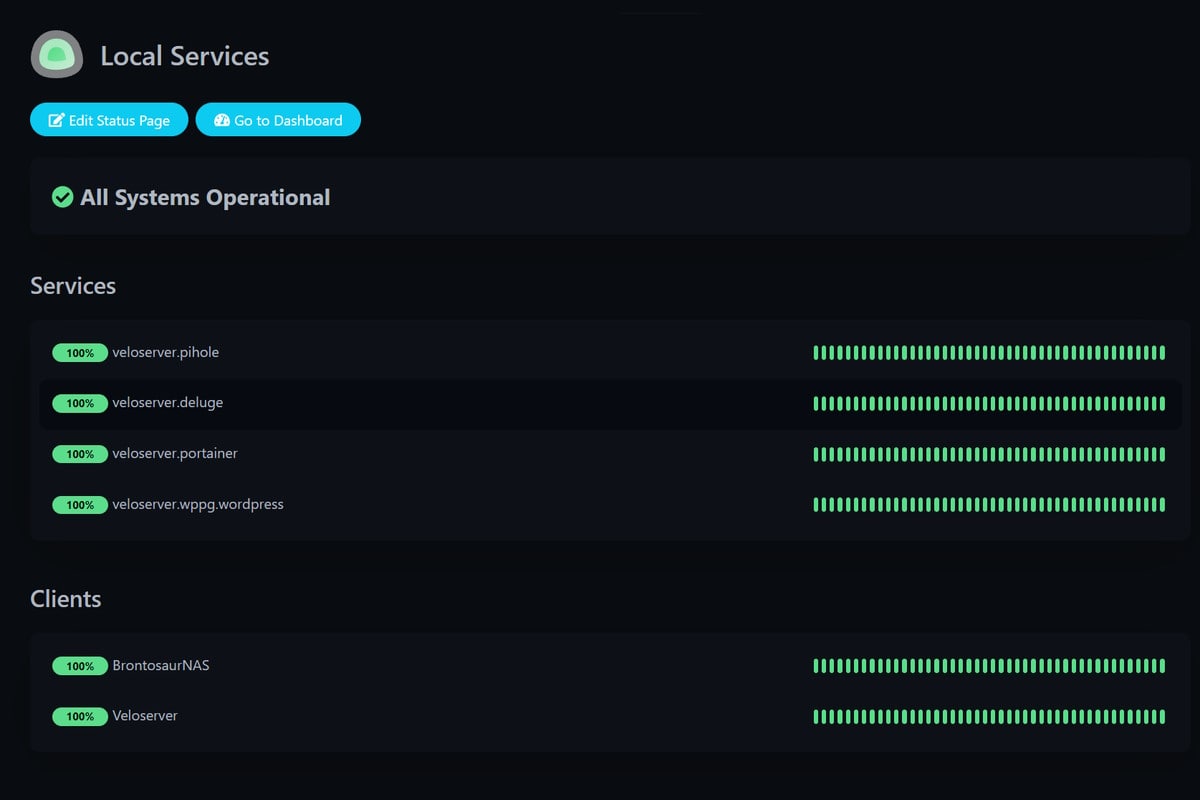 Local Services
Edit Status Page
Go to Dashboard
All Systems Operational
Services
100% veloserver.pihole
100% veloserver.deluge
100% veloserver.portainer
100% veloserver.wppg.wordpress
Clients
100% BrontosaurNAS
100% Veloserver